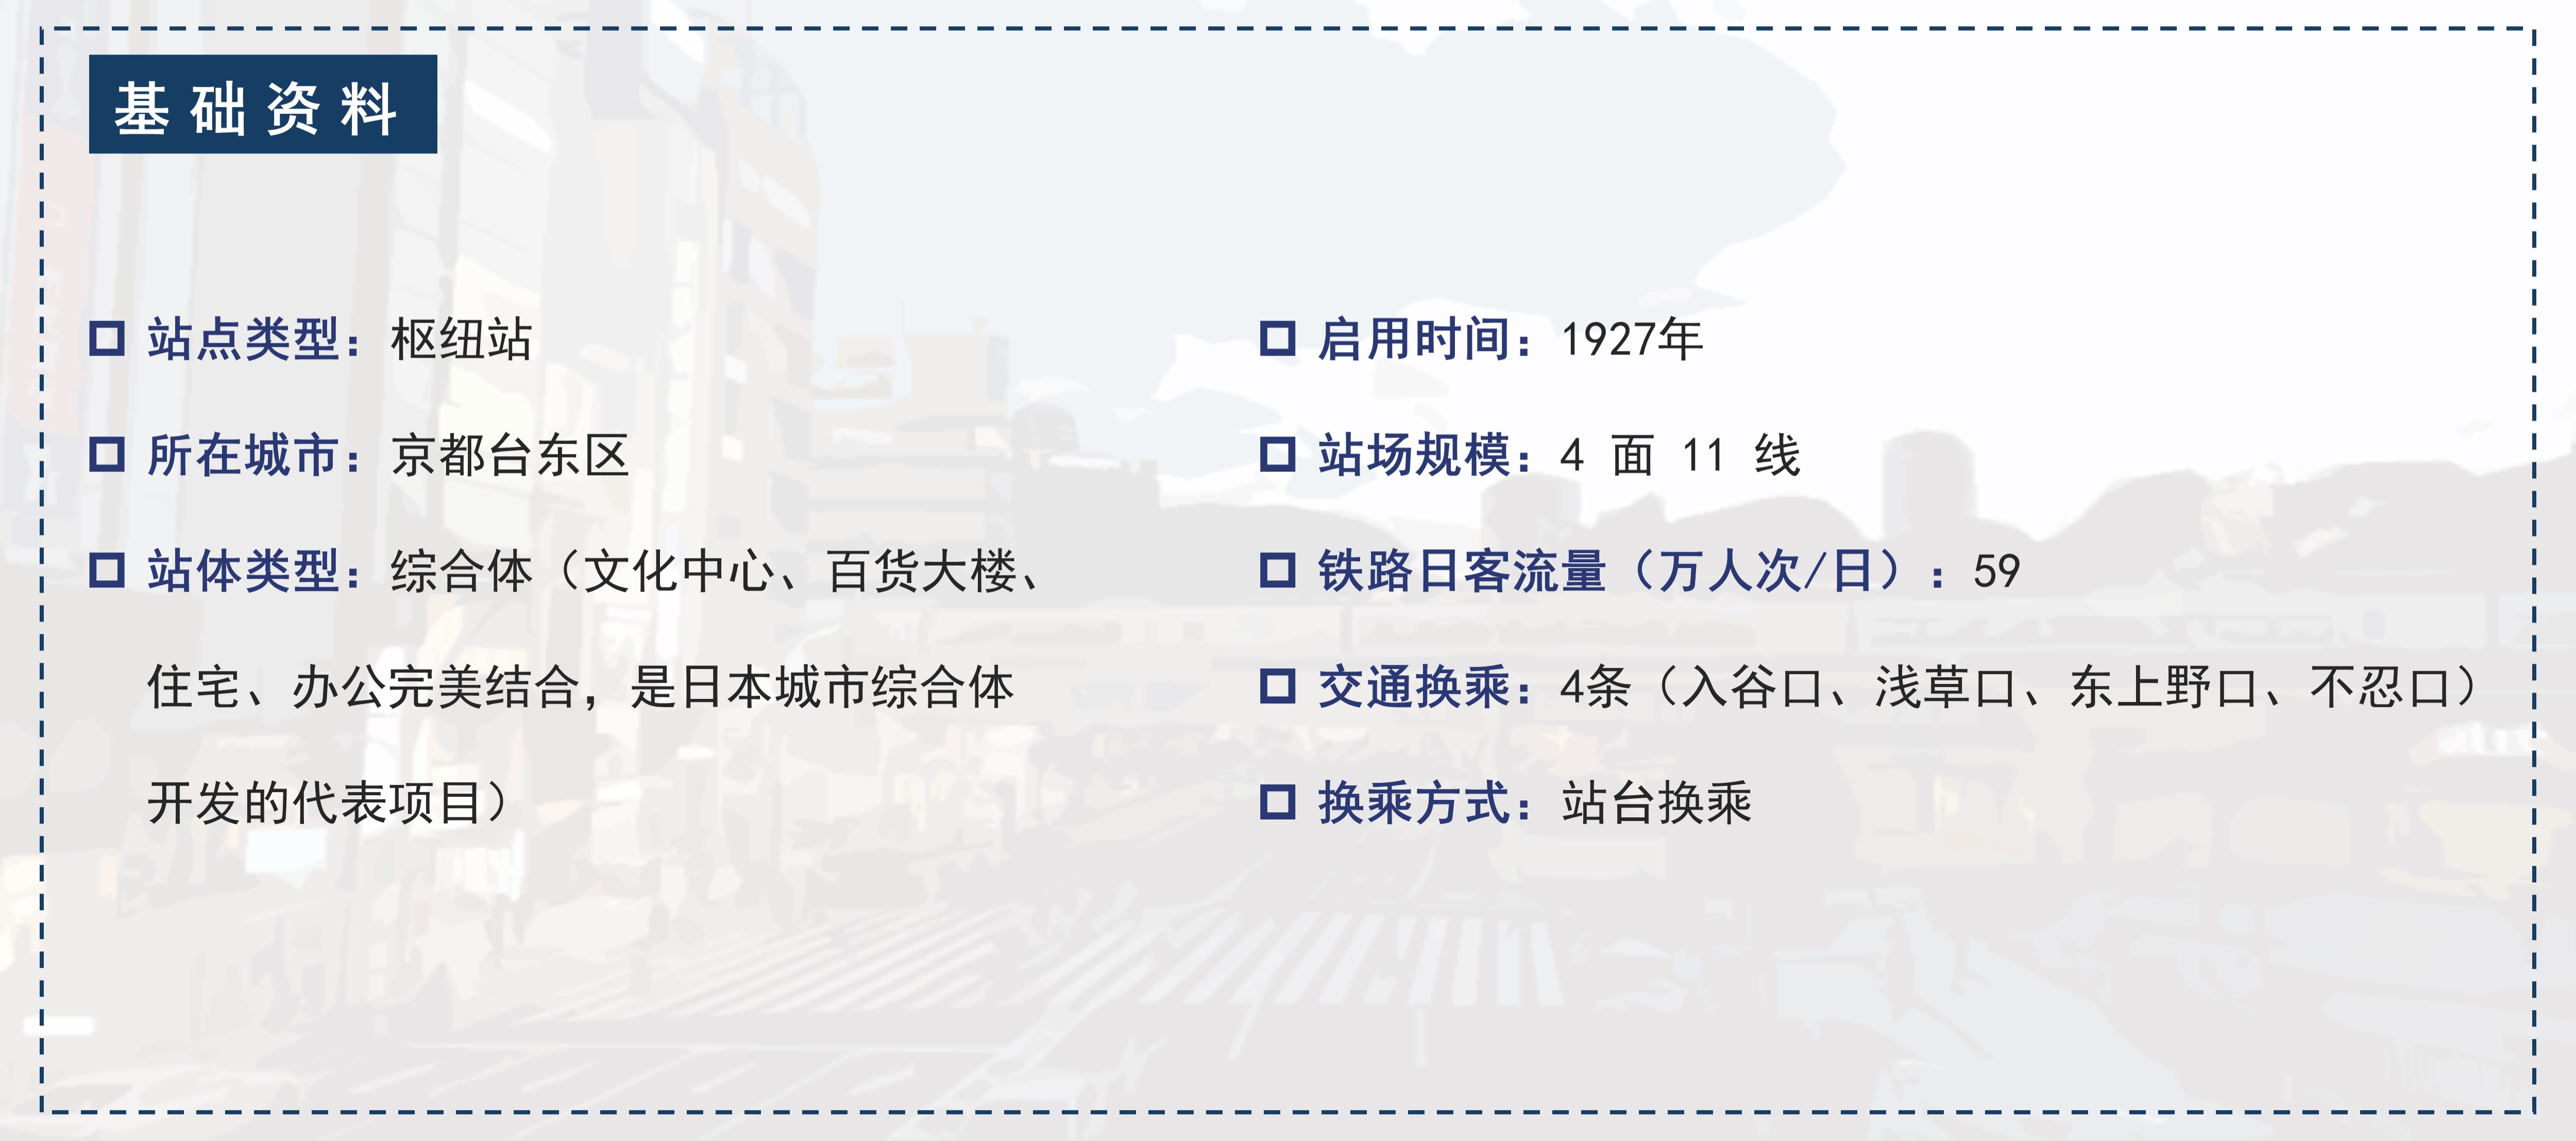 基础资料
站点类型：枢纽站
所在城市：京都台东区
站体类型：综合体（文化中心、百货大楼、
住宅、办公完美结合，是日本城市综合体
开发的代表项目）
启用时间：1927年
站场规模：4 面 11 线
铁路日客流量（万人次/日）：59
交通换乘：4条（入谷口、浅草口、东上野口、不忍口）
换乘方式：站台换乘